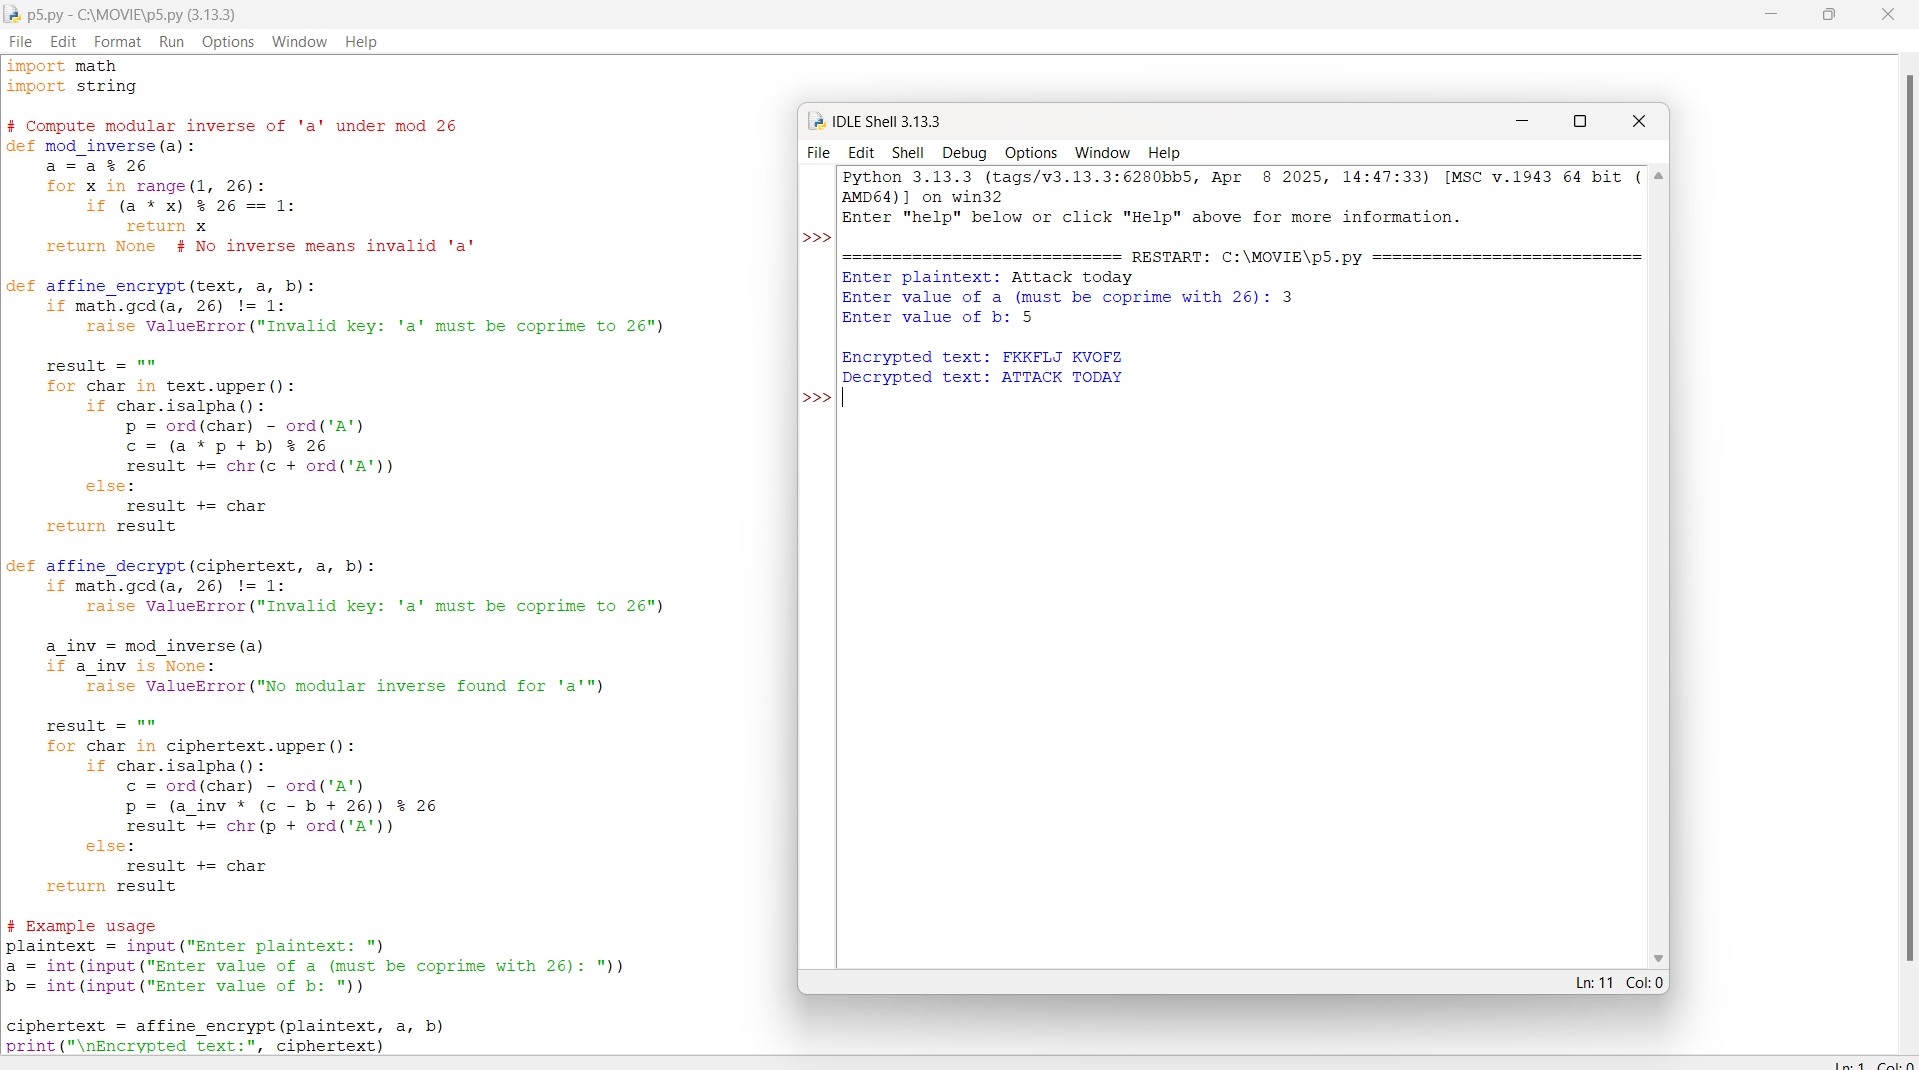 p5.py - C:\MOVIE\p5.py (3.13.3)
File Edit Format Run Options Window Help
import math
import string

# Compute modular inverse of 'a' under mod 26
def mod_inverse(a):
    a = a % 26
    for x in range(1, 26):
        if (a * x) % 26 == 1:
            return x
    return None  # No inverse means invalid 'a'

def affine_encrypt(text, a, b):
    if math.gcd(a, 26) != 1:
        raise ValueError("Invalid key: 'a' must be coprime to 26")

    result = ""
    for char in text.upper():
        if char.isalpha():
            p = ord(char) - ord('A')
            c = (a * p + b) % 26
            result += chr(c + ord('A'))
        else:
            result += char
    return result

def affine_decrypt(ciphertext, a, b):
    if math.gcd(a, 26) != 1:
        raise ValueError("Invalid key: 'a' must be coprime to 26")

    a_inv = mod_inverse(a)
    if a_inv is None:
        raise ValueError("No modular inverse found for 'a'")

    result = ""
    for char in ciphertext.upper():
        if char.isalpha():
            c = ord(char) - ord('A')
            p = (a_inv * (c - b + 26)) % 26
            result += chr(p + ord('A'))
        else:
            result += char
    return result

# Example usage
plaintext = input("Enter plaintext: ")
a = int(input("Enter value of a (must be coprime with 26): "))
b = int(input("Enter value of b: "))

ciphertext = affine_encrypt(plaintext, a, b)
print("\nEncrypted text:", ciphertext)
Ln: 1 Col: 0
IDLE Shell 3.13.3
File Edit Shell Debug Options Window Help
Python 3.13.3 (tags/v3.13.3:6280bb5, Apr  8 2025, 14:47:33) [MSC v.1943 64 bit (
AMD64)] on win32
Enter "help" below or click "Help" above for more information.
>>>
============================ RESTART: C:\MOVIE\p5.py ===========================
Enter plaintext: Attack today
Enter value of a (must be coprime with 26): 3
Enter value of b: 5

Encrypted text: FKKFLJ KVOFZ
Decrypted text: ATTACK TODAY
>>>
Ln: 11 Col: 0